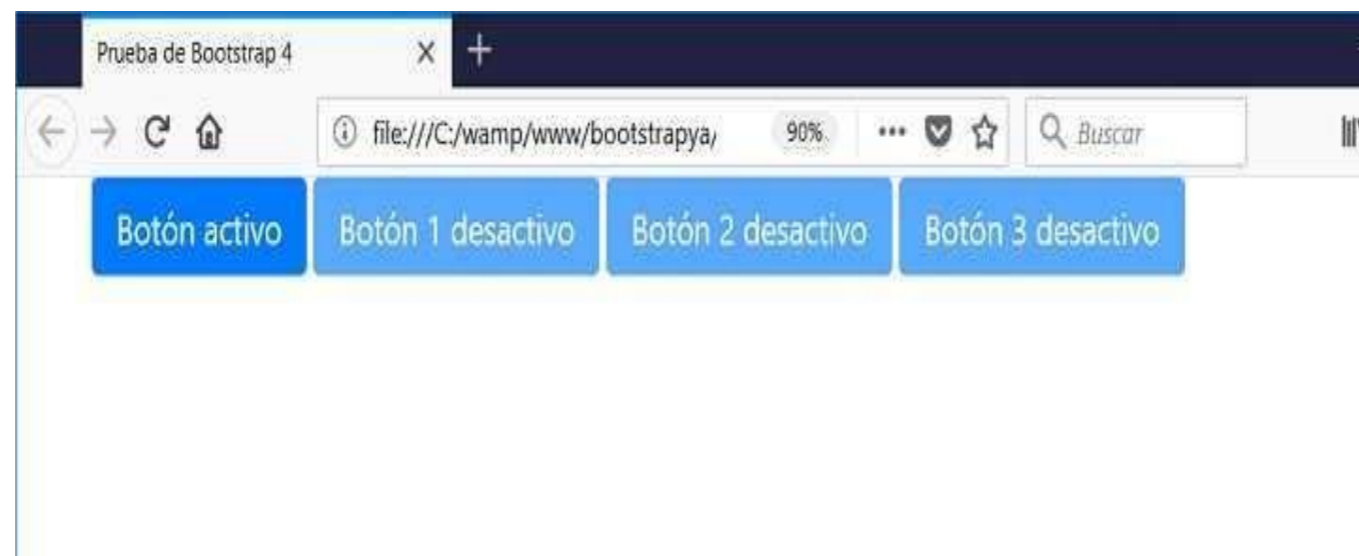 Prueba de Bootstrap 4
file:///C:/wamp/www/bootstrapya/
90%
Buscar
Botón activo
Botón 1 desactivo
Botón 2 desactivo
Botón 3 desactivo